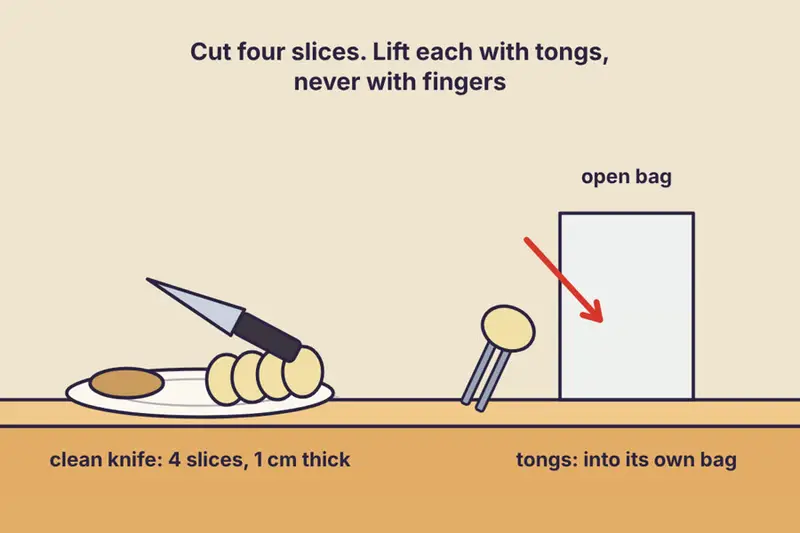 Cut four slices. Lift each with tongs,
never with fingers
open bag
clean knife: 4 slices, 1 cm thick
tongs: into its own bag